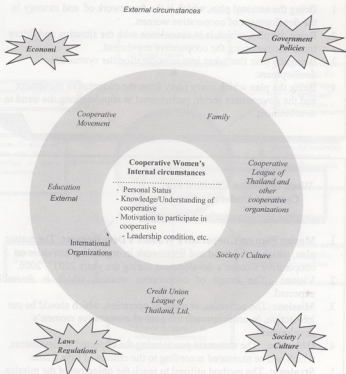 External circumstances
Economi
Government
Policies
Cooperative
Movement
Family
Cooperative Women's
Internal circumstances
- Personal Status
- Knowledge/Understanding of
cooperative
- Motivation to participate in
cooperative
- Leadership condition, etc.
Cooperative
League of
Thailand and
other
cooperative
organizations
Education
External
International
Organizations
Society / Culture
Credit Union
League of
Thailand, Ltd.
Laws /
Regulations
Society /
Culture